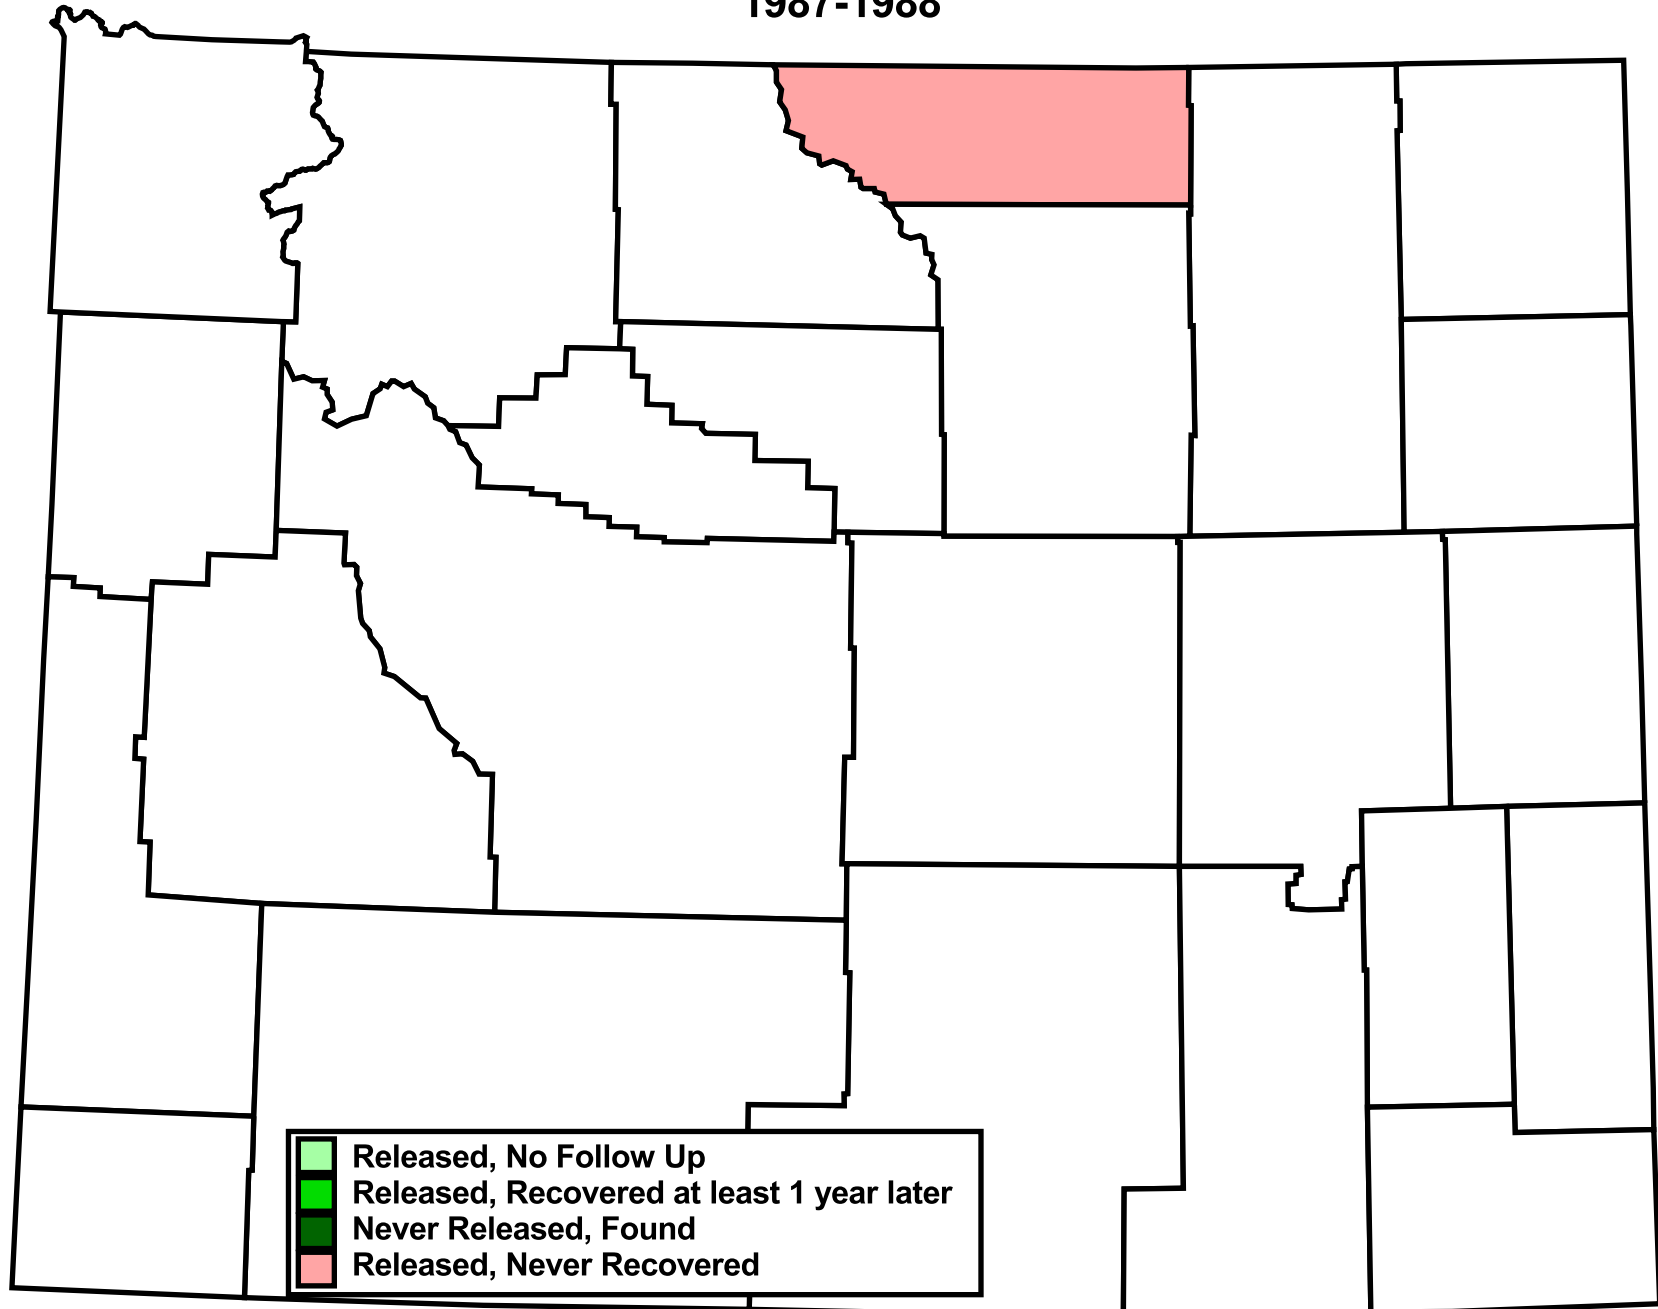 1987-1988
Released, No Follow Up
Released, Recovered at least 1 year later
Never Released, Found
Released, Never Recovered